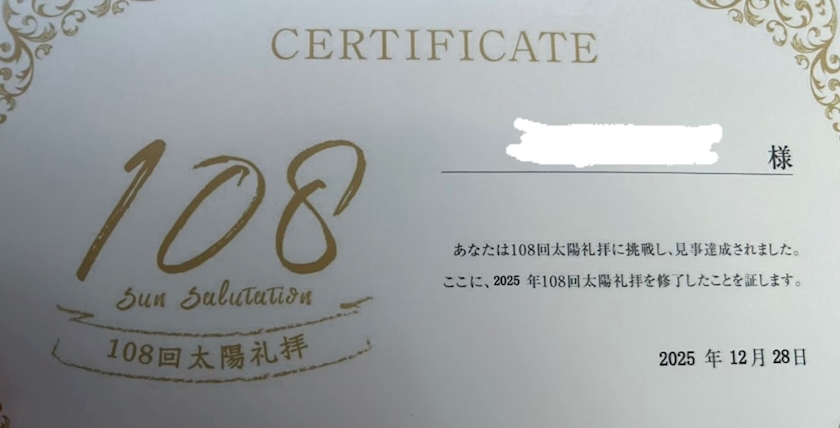 CERTIFICATE
108
sun salutation
108回太陽礼拝
様
あなたは108回太陽礼拝に挑戦し、見事達成されました。
ここに、2025 年108回太陽礼拝を修了したことを証します。
2025 年 12月 28日